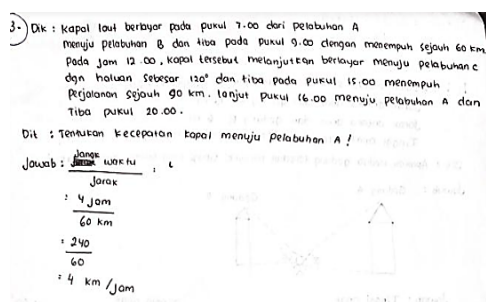 3. Dik : Kapal laut berlayar pada pukul 7.00 dari pelabuhan A
menuju Pelabuhan B dan tiba pada pukul 9.00 dengan menempuh sejauh 60 km
Pada jam 12.00, kapal tersebut melanjutkan berlayar menuju pelabuhan c
dgn haluan sebesar 120° dan tiba pada pukul 15.00 menempuh
Perjalanan sejauh 90 km. lanjut pukul 16.00 menuju pelabuhan A dan
Tiba pukul 20.00.
Dit : Tentukan kecepatan kapal menuju pelabuhan A !
Jawab : Jangk waktu :
Jarak
: 4 jam
60 km
: 240
60
: 4 km / jam